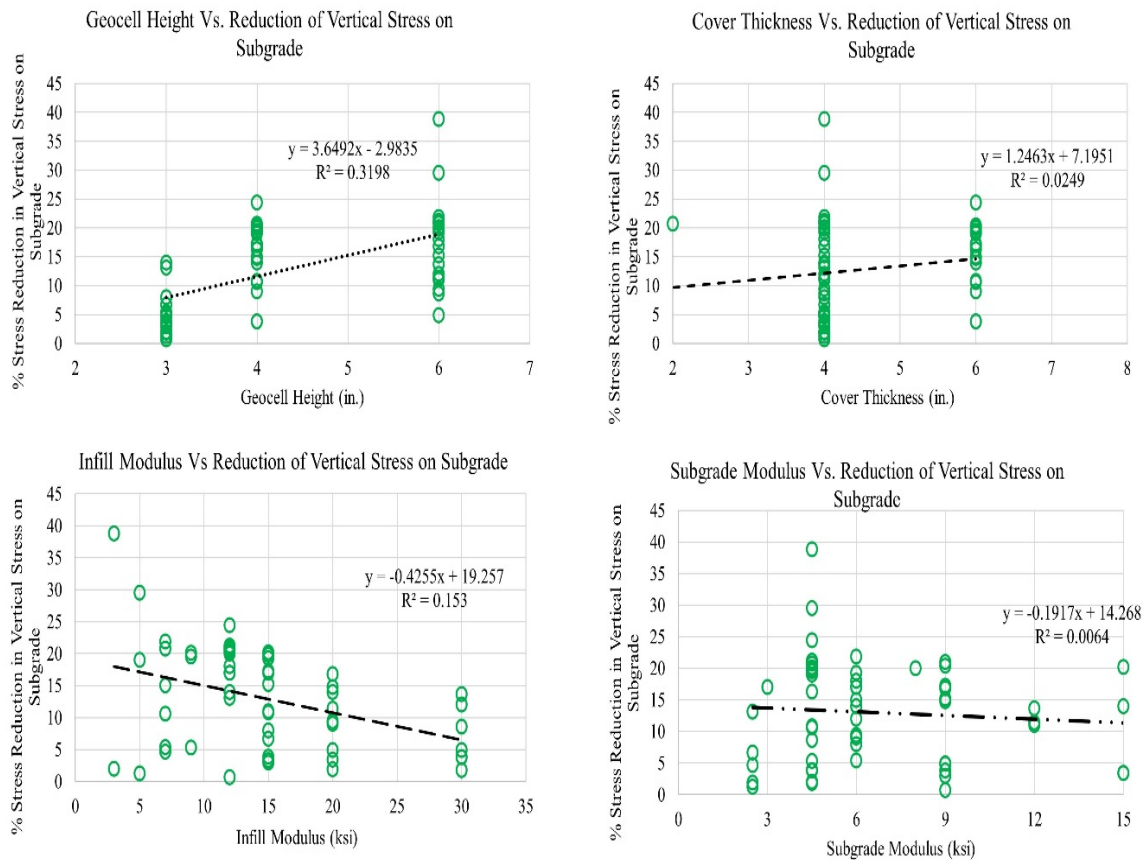 Geocell Height Vs. Reduction of Vertical Stress on
Subgrade
% Stress Reduction in Vertical Stress on
Subgrade
45
40
35
30
25
20
15
10
5
0
y = 3.6492x - 2.9835
R² = 0.3198
2 3 4 5 6 7
Geocell Height (in.)
Cover Thickness Vs. Reduction of Vertical Stress on
Subgrade
% Stress Reduction in Vertical Stress on
Subgrade
45
40
35
30
25
20
15
10
5
0
y = 1.2463x + 7.1951
R² = 0.0249
2 3 4 5 6 7 8
Cover Thickness (in.)
Infill Modulus Vs Reduction of Vertical Stress on Subgrade
% Stress Reduction in Vertical Stress on
Subgrade
45
40
35
30
25
20
15
10
5
0
y = -0.4255x + 19.257
R² = 0.153
0 5 10 15 20 25 30 35
Infill Modulus (ksi)
Subgrade Modulus Vs. Reduction of Vertical Stress on
Subgrade
% Stress Reduction in Vertical Stress on
Subgrade
45
40
35
30
25
20
15
10
5
0
y = -0.1917x + 14.268
R² = 0.0064
0 3 6 9 12 15
Subgrade Modulus (ksi)